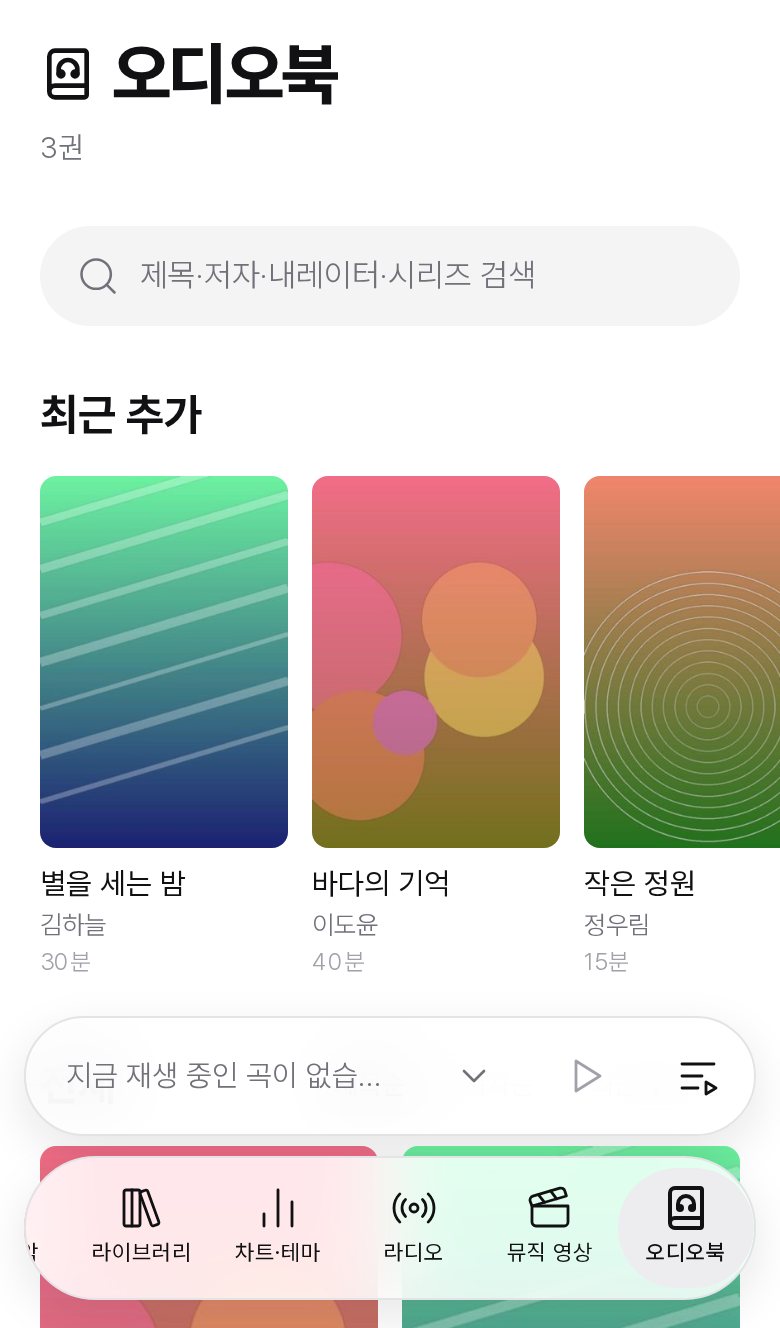 오디오북
3권
제목·저자·내레이터·시리즈 검색
최근 추가
별을 세는 밤
김하늘
30분
바다의 기억
이도윤
40분
작은 정원
정우림
15분
지금 재생 중인 곡이 없습...
라이브러리
차트·테마
라디오
뮤직 영상
오디오북